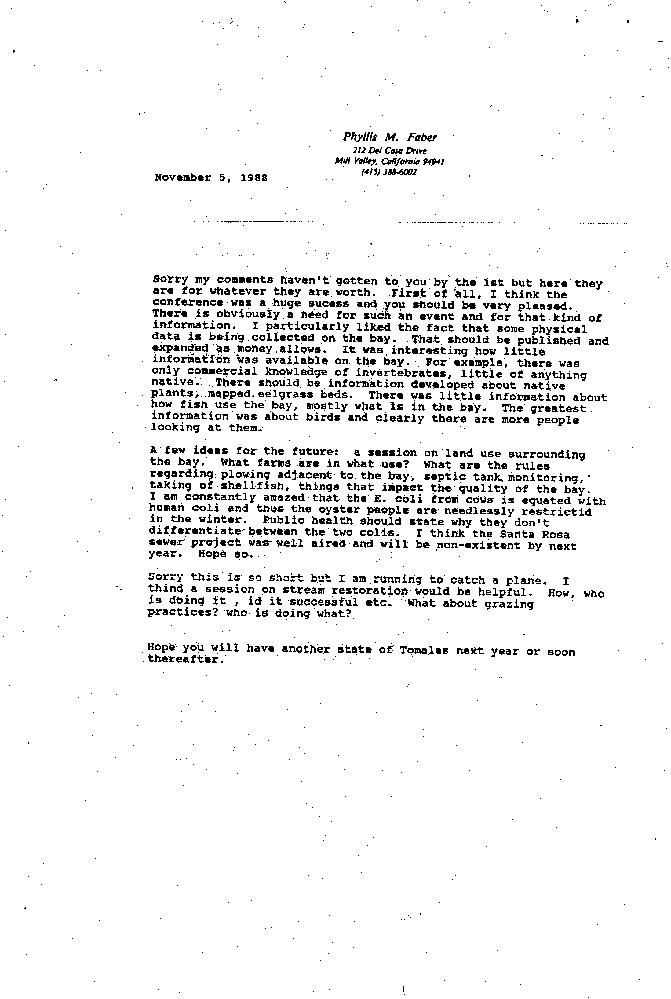 Phyllis M. Faber
212 Del Casa Drive
Mill Valley, California 94941
(415) 388-6002
November 5, 1988
Sorry my comments haven't gotten to you by the 1st but here they
are for whatever they are worth. First of all, I think the
conference was a huge sucess and you should be very pleased.
There is obviously a need for such an event and for that kind of
information. I particularly liked the fact that some physical
data is being collected on the bay. That should be published and
expanded as money allows. It was interesting how little
information was available on the bay. For example, there was
only commercial knowledge of invertebrates, little of anything
native. There should be information developed about native
plants, mapped eelgrass beds. There was little information about
how fish use the bay, mostly what is in the bay. The greatest
information was about birds and clearly there are more people
looking at them.
A few ideas for the future: a session on land use surrounding
the bay. What farms are in what use? What are the rules
regarding plowing adjacent to the bay, septic tank monitoring,
taking of shellfish, things that impact the quality of the bay.
I am constantly amazed that the E. coli from cows is equated with
human coli and thus the oyster people are needlessly restrictid
in the winter. Public health should state why they don't
differentiate between the two colis. I think the Santa Rosa
sewer project was well aired and will be non-existent by next
year. Hope so.
Sorry this is so short but I am running to catch a plane. I
thind a session on stream restoration would be helpful. How, who
is doing it , id it successful etc. What about grazing
practices? who is doing what?
Hope you will have another state of Tomales next year or soon
thereafter.